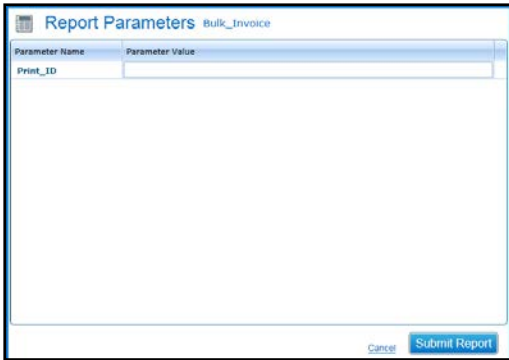 Report Parameters Bulk_Invoice
Parameter Name Parameter Value
Print_ID
Cancel Submit Report